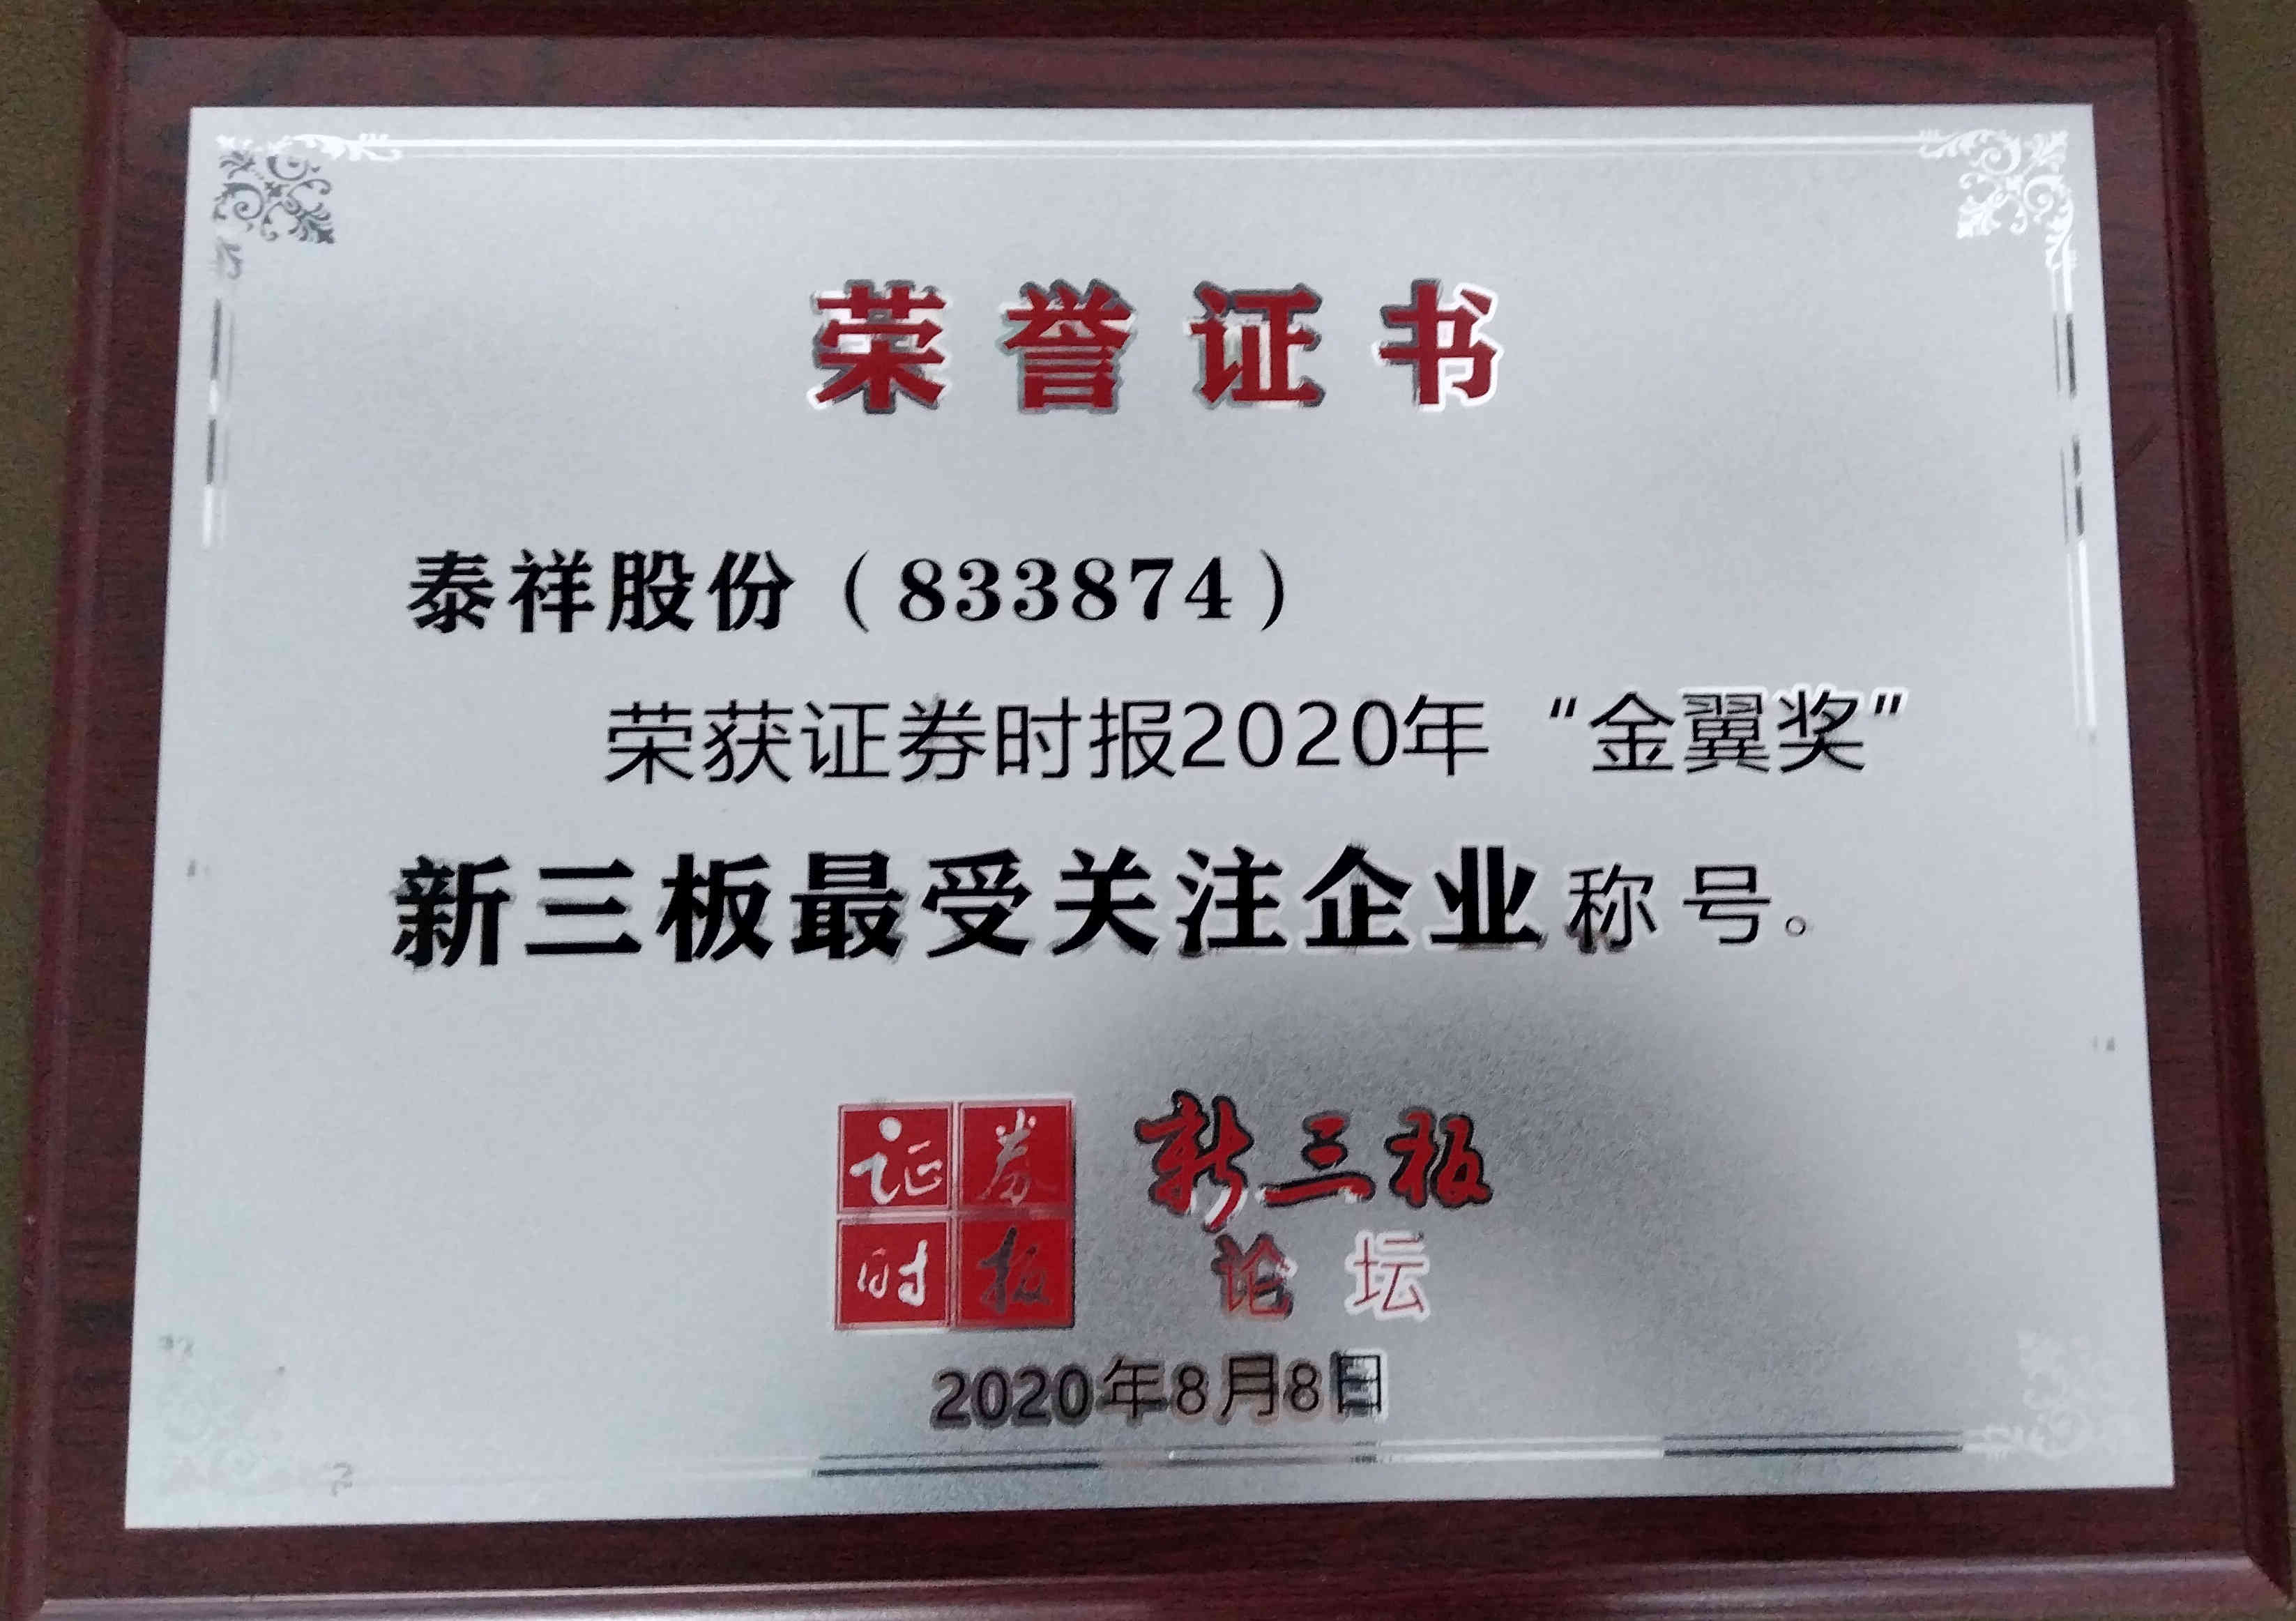 荣誉证书
泰祥股份（833874）
荣获证券时报2020年“金翼奖”
新三板最受关注企业称号。
证券
时报
新三板
论坛
2020年8月8日